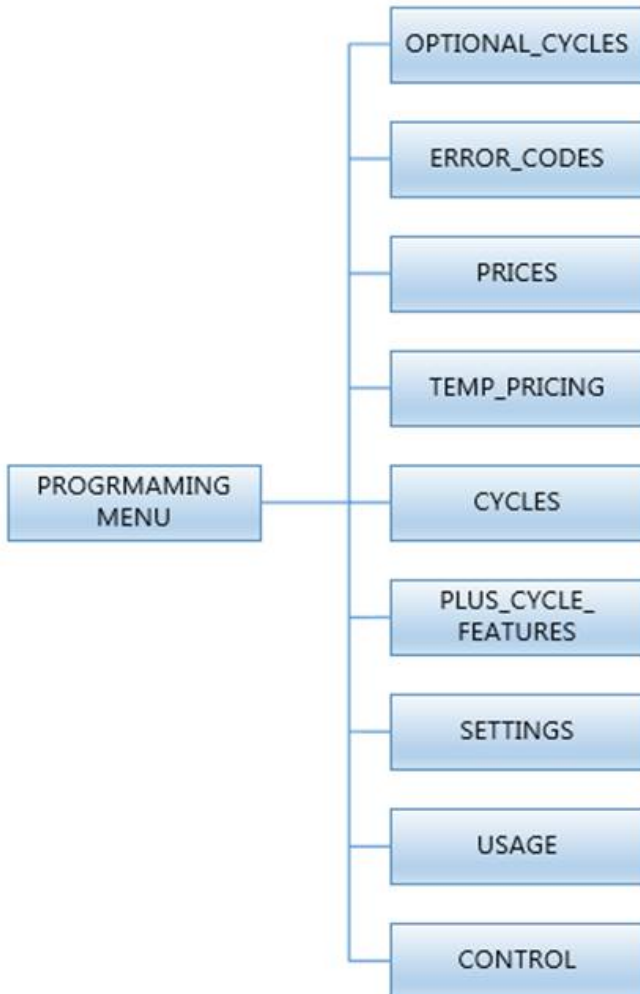 OPTIONAL_CYCLES
ERROR_CODES
PRICES
TEMP_PRICING
PROGRMAMING
MENU
CYCLES
PLUS_CYCLE_
FEATURES
SETTINGS
USAGE
CONTROL